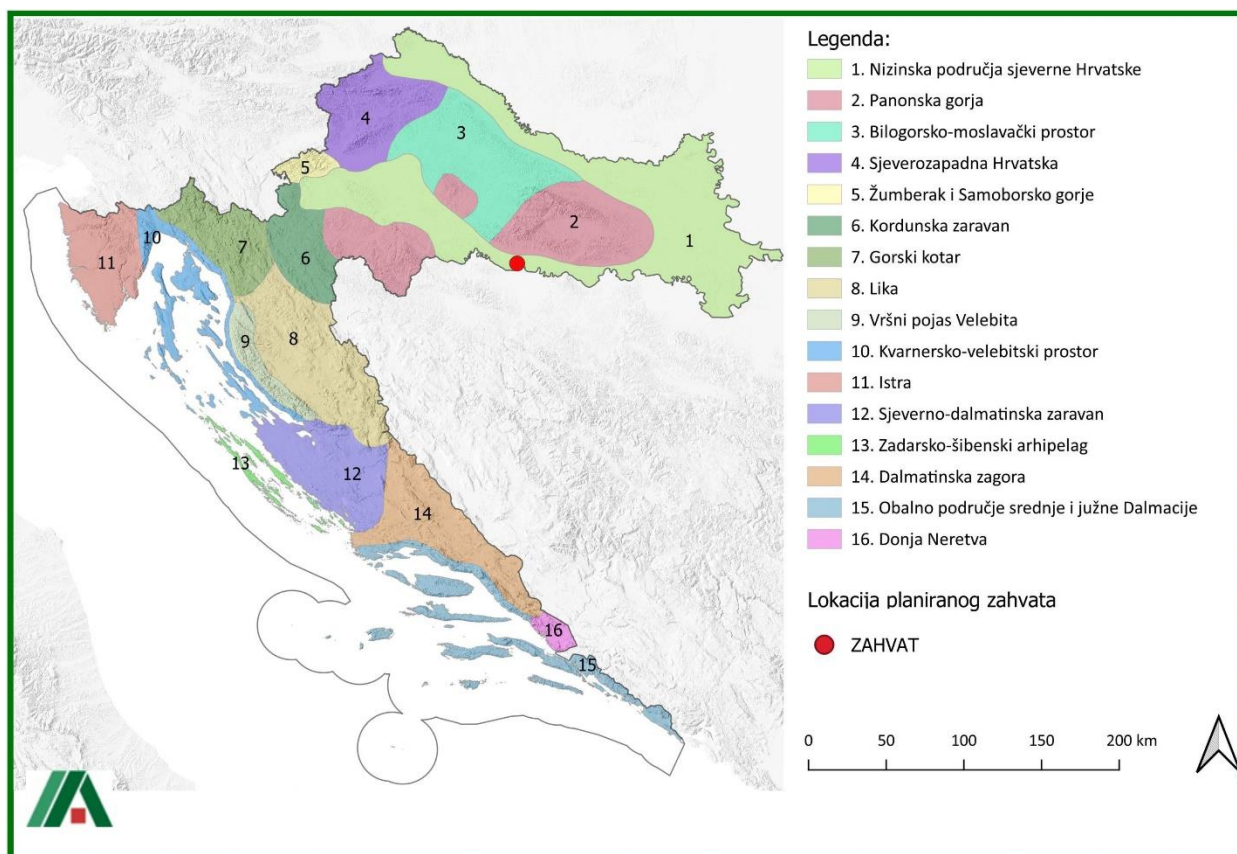 4
3
5
2
1
10
7
6
11
9
8
13
12
14
16
15
Legenda:
1. Nizinska područja sjeverne Hrvatske
2. Panonska gorja
3. Bilogorsko-moslavački prostor
4. Sjeverozapadna Hrvatska
5. Žumberak i Samoborsko gorje
6. Kordunska zaravan
7. Gorski kotar
8. Lika
9. Vršni pojas Velebita
10. Kvarnersko-velebitski prostor
11. Istra
12. Sjeverno-dalmatinska zaravan
13. Zadarsko-šibenski arhipelag
14. Dalmatinska zagora
15. Obalno područje srednje i južne Dalmacije
16. Donja Neretva
Lokacija planiranog zahvata
ZAHVAT
0 50 100 150 200 km